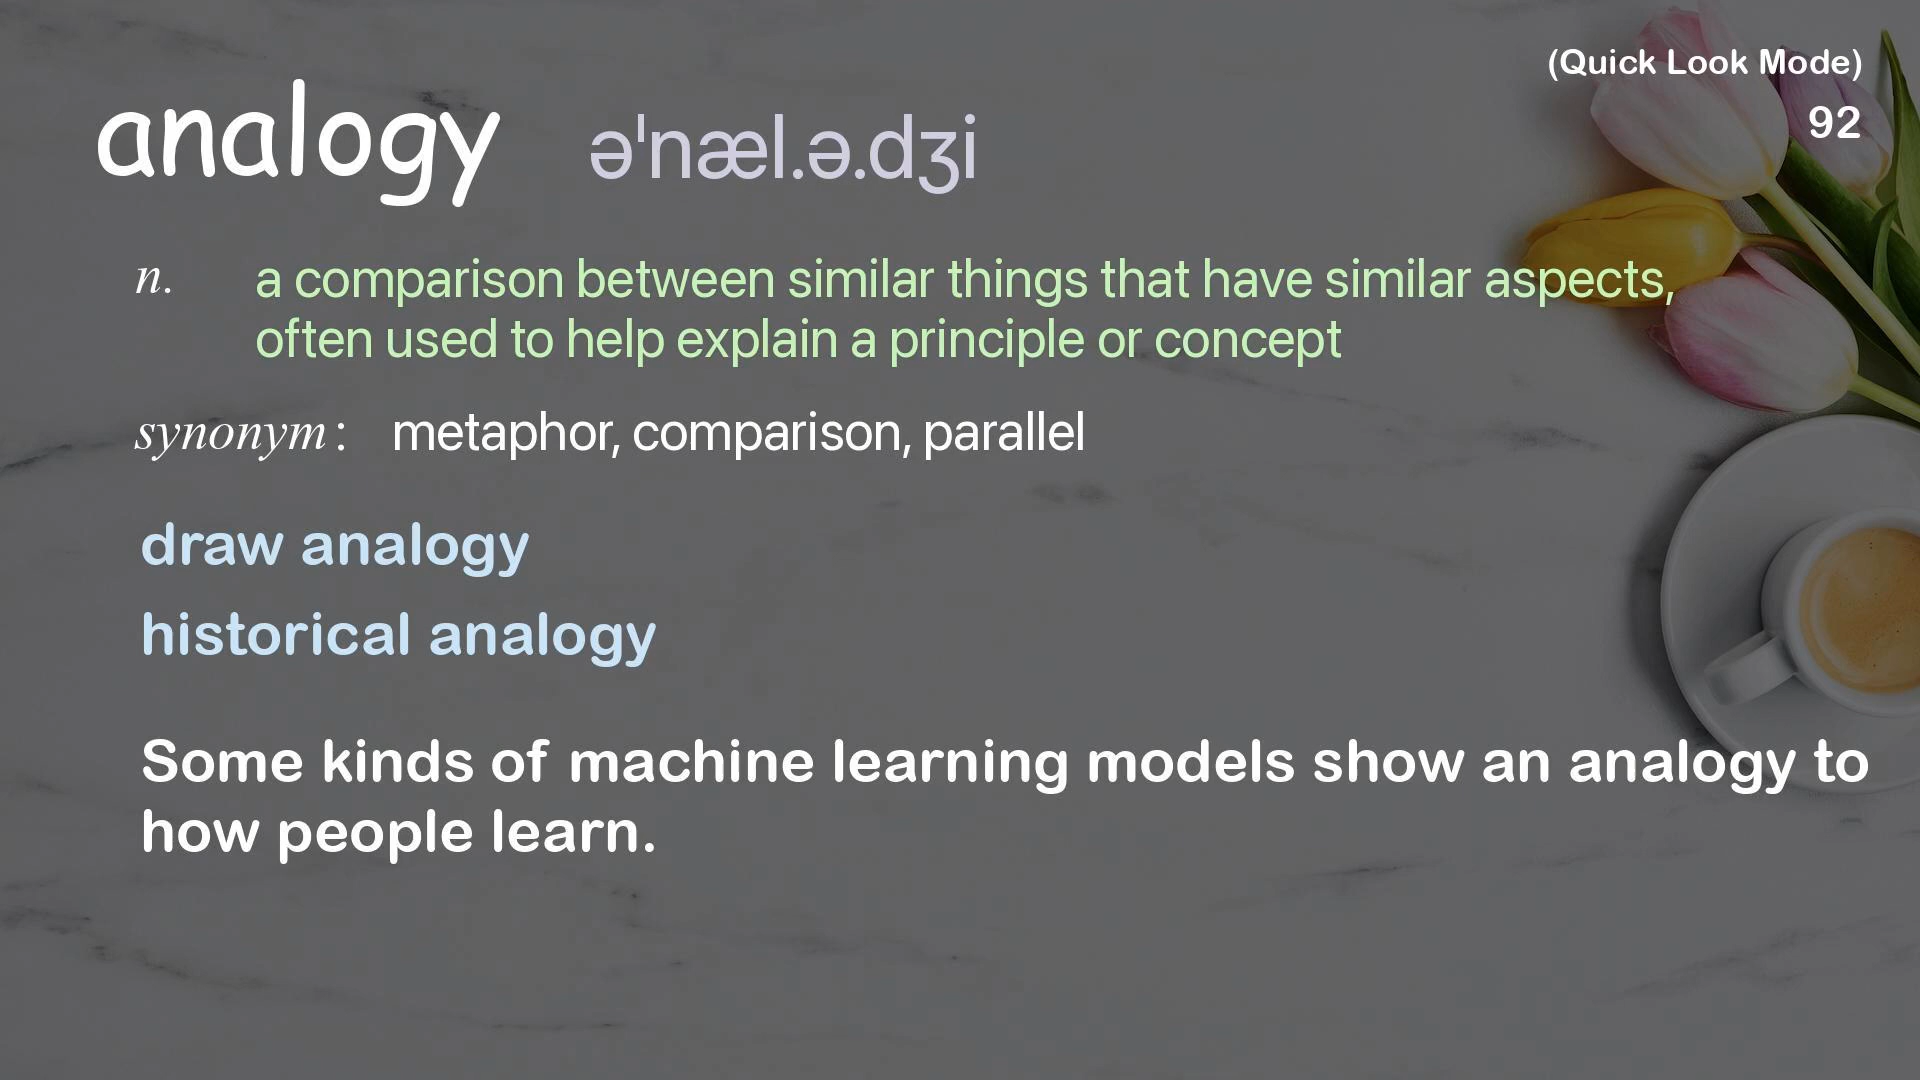 (Quick Look Mode)
92
analogy əˈnæl.ə.dʒi
n. a comparison between similar things that have similar aspects,
often used to help explain a principle or concept
synonym: metaphor, comparison, parallel
draw analogy
historical analogy
Some kinds of machine learning models show an analogy to
how people learn.